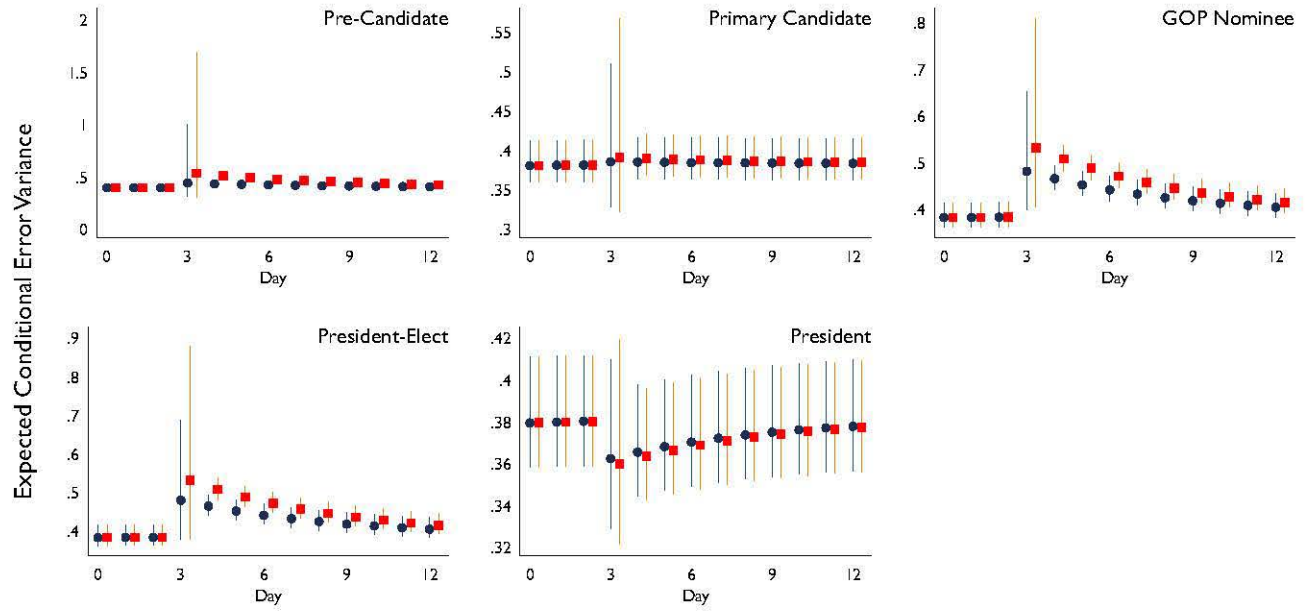 Expected Conditional Error Variance
Pre-Candidate
2
1.5
1
.5
0
0 3 6 9 12
Day
Primary Candidate
.55
.5
.45
.4
.35
.3
0 3 6 9 12
Day
GOP Nominee
.8
.7
.6
.5
.4
0 3 6 9 12
Day
President-Elect
.9
.8
.7
.6
.5
.4
0 3 6 9 12
Day
President
.42
.4
.38
.36
.34
.32
0 3 6 9 12
Day